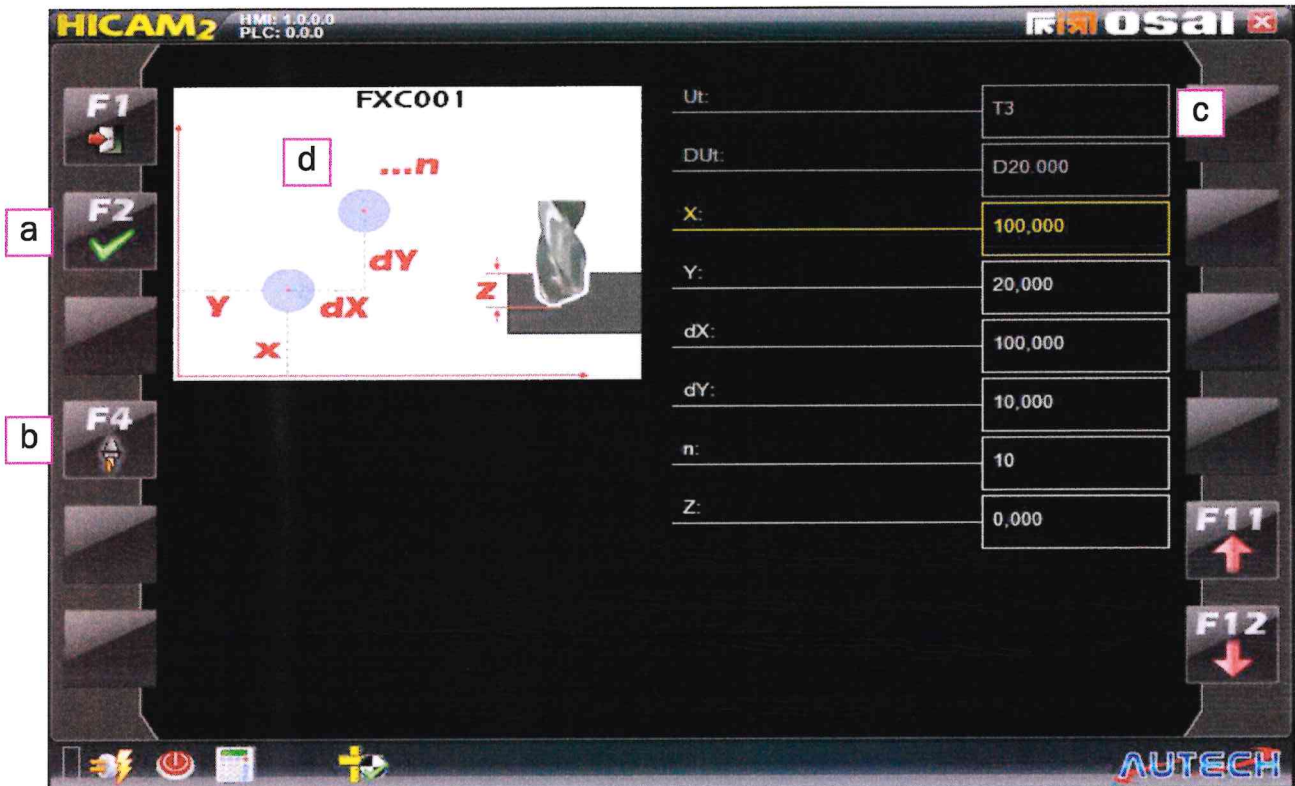 HICAM2
HMI: 1.0.0.0
PLC: 0.0.0
osai
F1
F2
F4
a
b
FXC001
d
...n
dY
Y
dX
X
Z
Ut:
T3
c
DUt:
D20.000
X:
100,000
Y:
20,000
dX:
100,000
dY:
10,000
n:
10
Z:
0,000
F11
F12
AUTECH